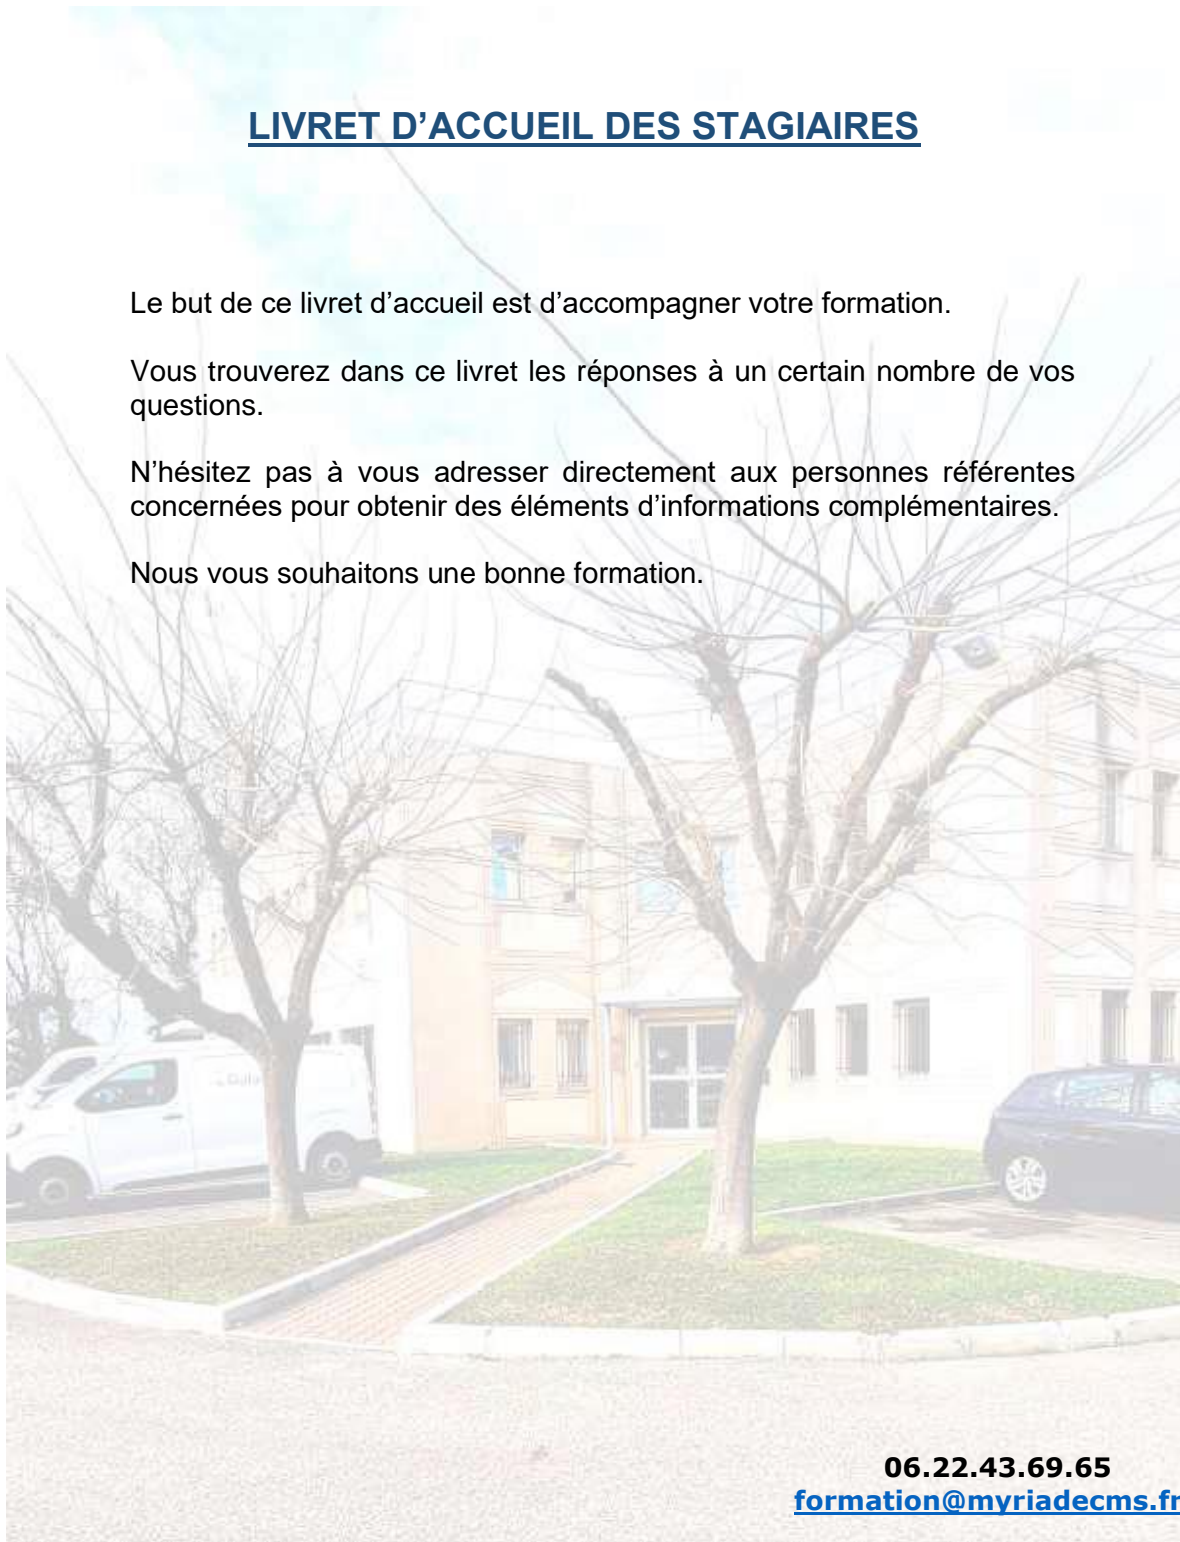 LIVRET D’ACCUEIL DES STAGIAIRES
Le but de ce livret d’accueil est d’accompagner votre formation.
Vous trouverez dans ce livret les réponses à un certain nombre de vos
questions.
N’hésitez pas à vous adresser directement aux personnes référentes
concernées pour obtenir des éléments d’informations complémentaires.
Nous vous souhaitons une bonne formation.
06.22.43.69.65
formation@myriadecms.fr